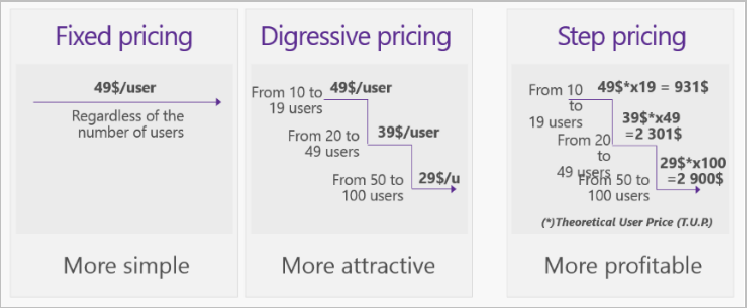 Fixed pricing
49$/user
Regardless of the
number of users
More simple
Digressive pricing
From 10 to
19 users
49$/user
From 20 to
49 users
39$/user
From 50 to
100 users
29$/u
More attractive
Step pricing
From 10
to
19 users
49$*x19 = 931$
From 20
to
49 users
39$*x49
=2 301$
From 50 to
100 users
29$*x100
=2 900$
(*)Theoretical User Price (T.U.P.)
More profitable